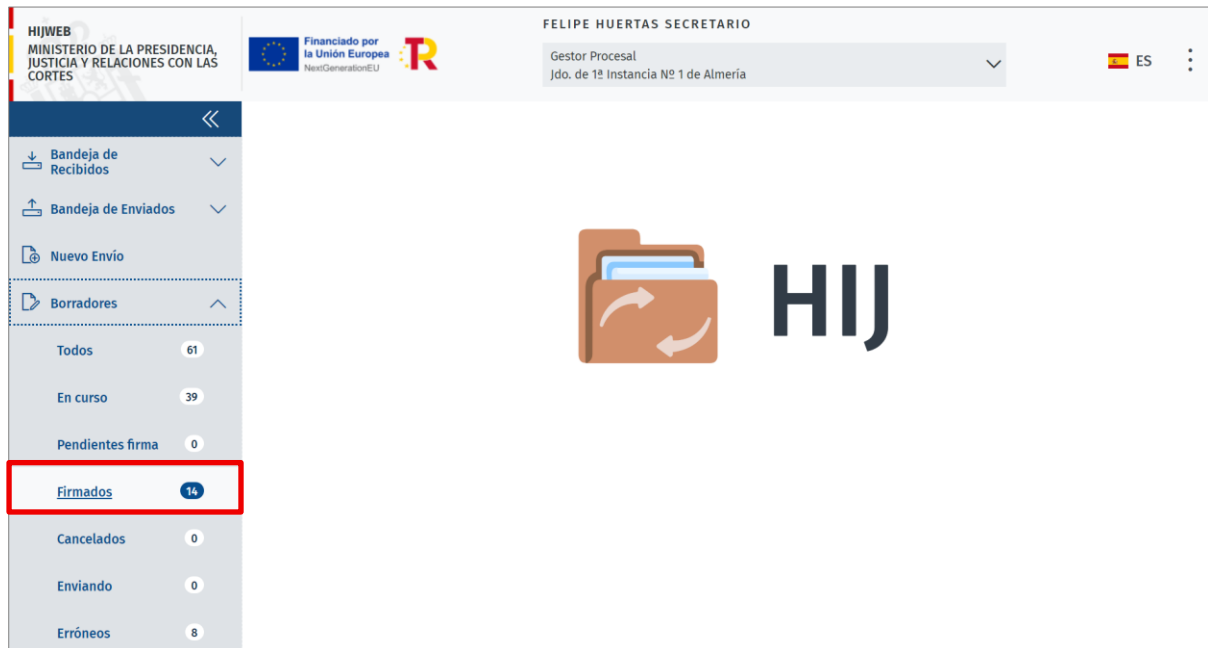 HIJWEB
MINISTERIO DE LA PRESIDENCIA,
JUSTICIA Y RELACIONES CON LAS
CORTES
Financiado por
la Unión Europea
NextGenerationEU
R
FELIPE HUERTAS SECRETARIO
Gestor Procesal
Jdo. de 1ª Instancia Nº 1 de Almería
ES
Bandeja de
Recibidos
Bandeja de Enviados
Nuevo Envío
Borradores
Todos 61
En curso 39
Pendientes firma 0
Firmados 14
Cancelados 0
Enviando 0
Erróneos 8
HIJ